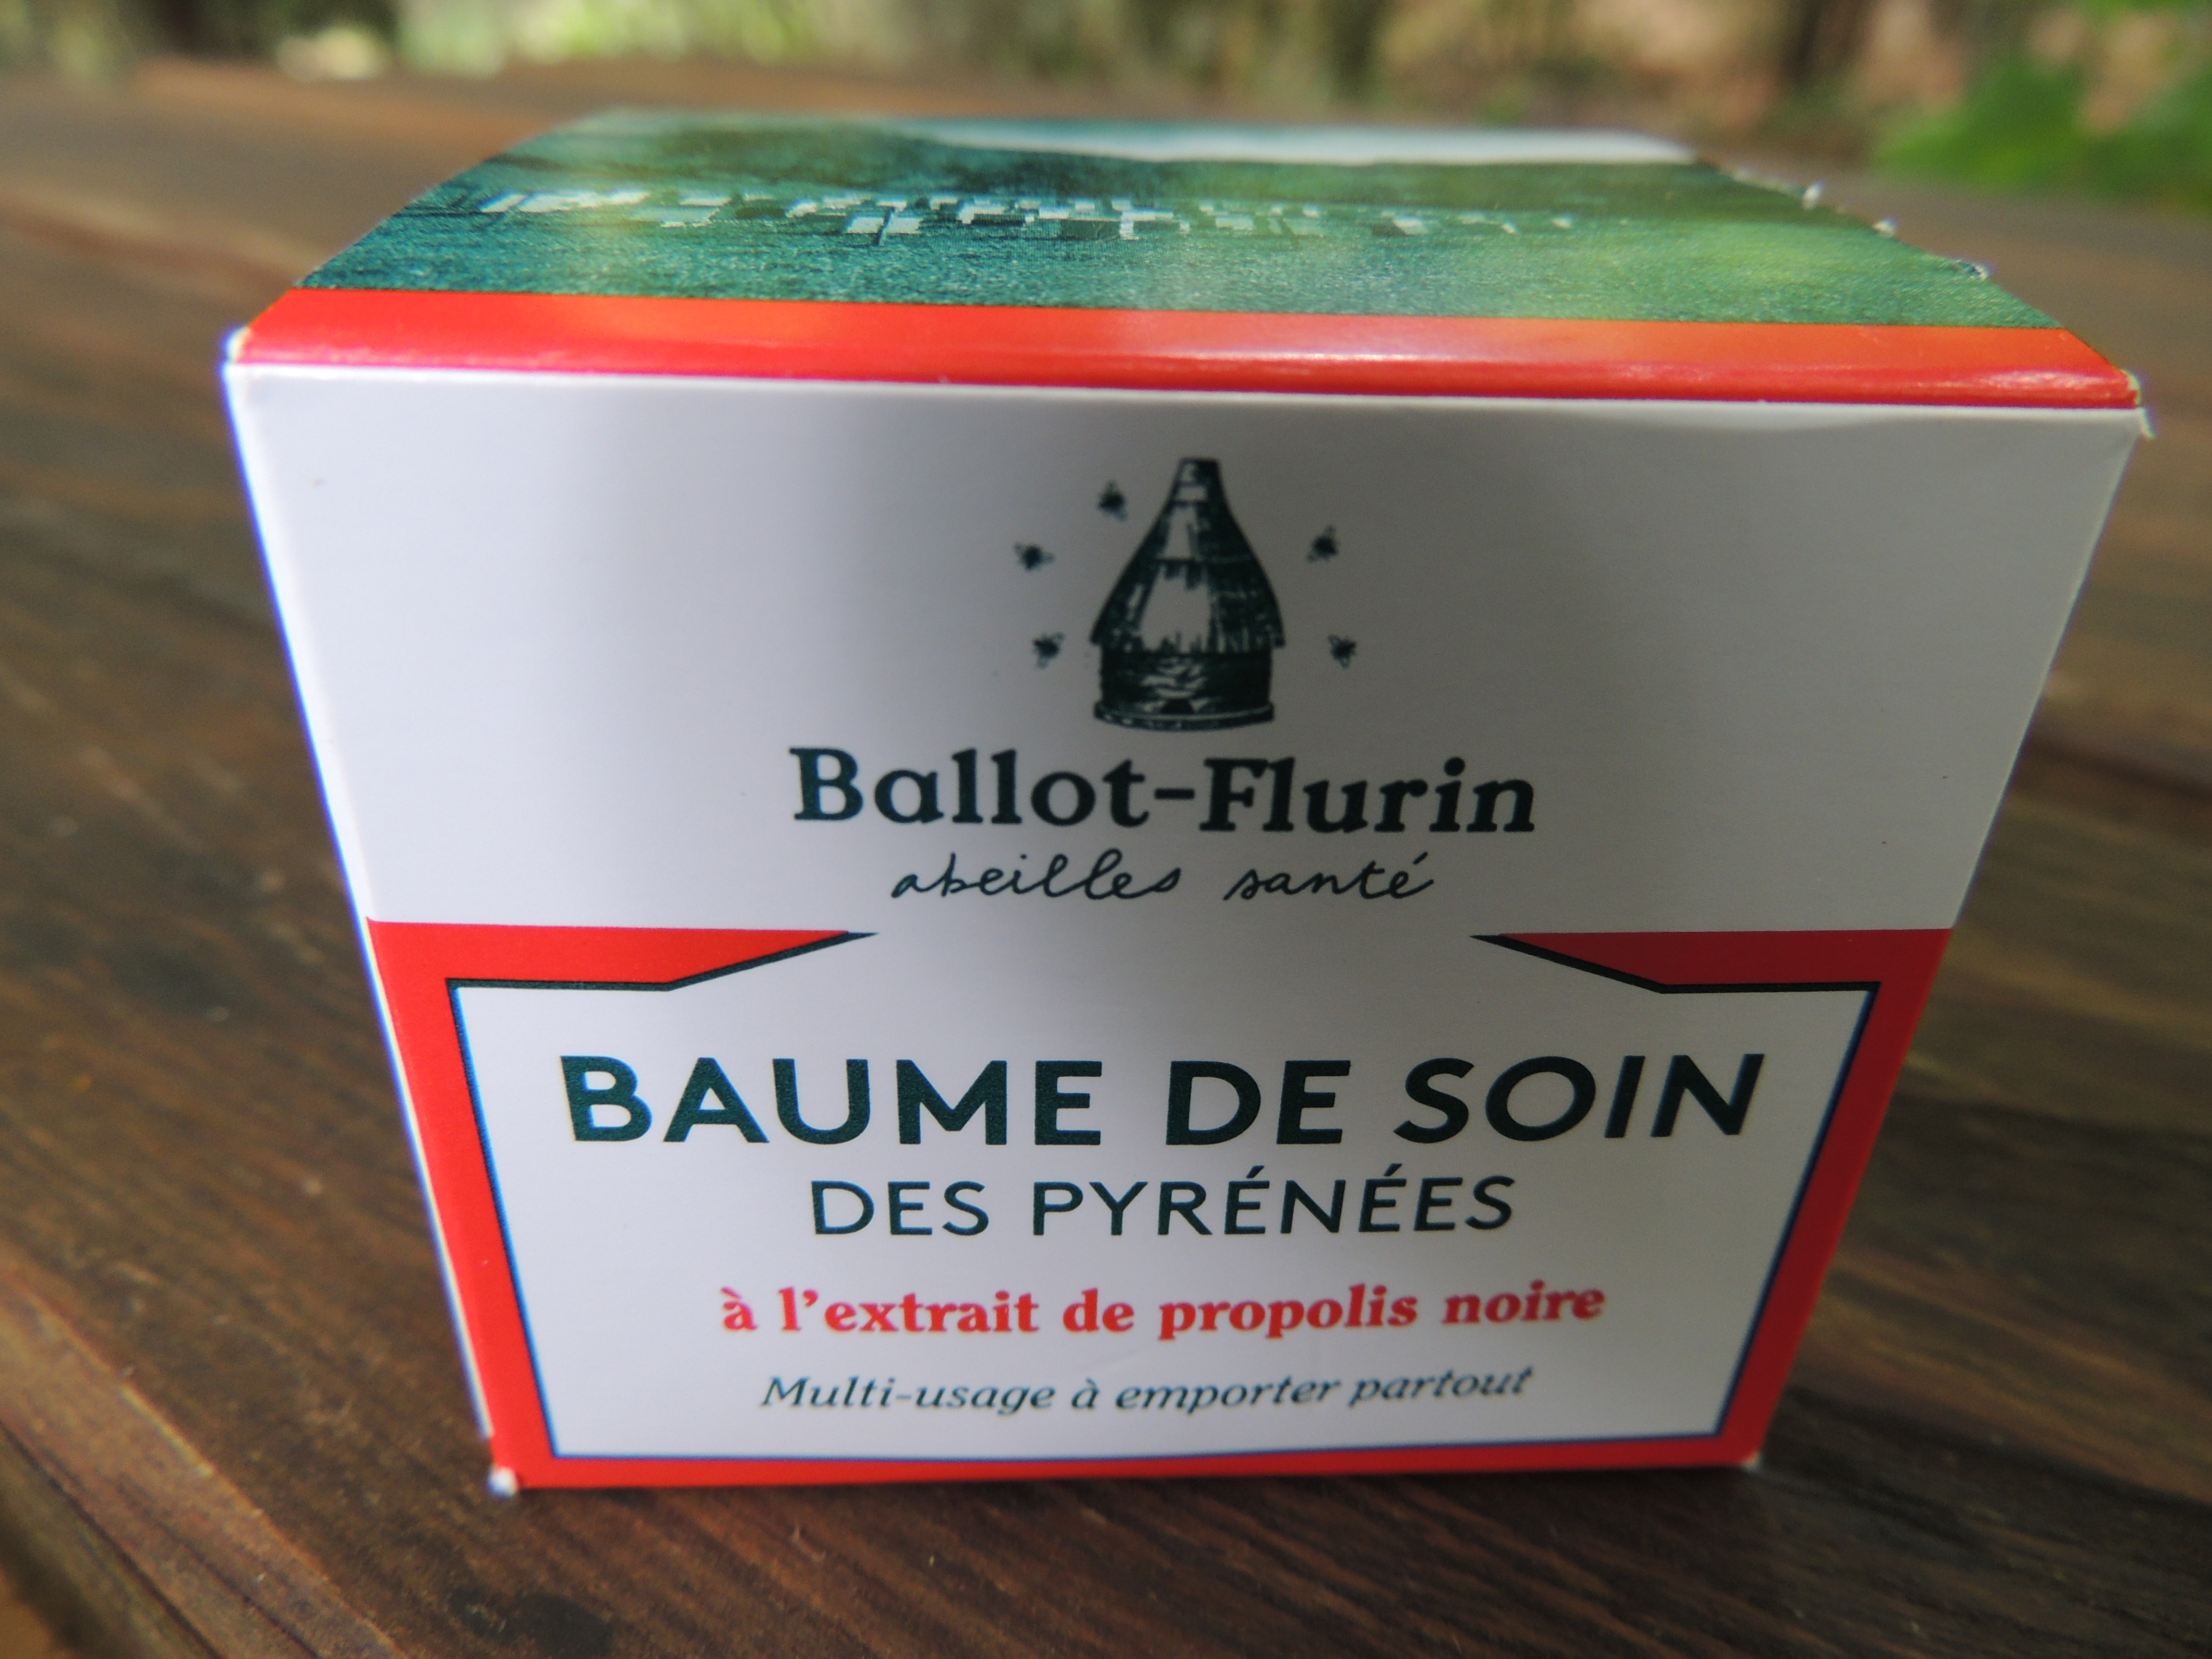 Ballot-Flurin
abeilles santé
BAUME DE SOIN
DES PYRÉNÉES
à l'extrait de propolis noire
Multi-usage à emporter partout